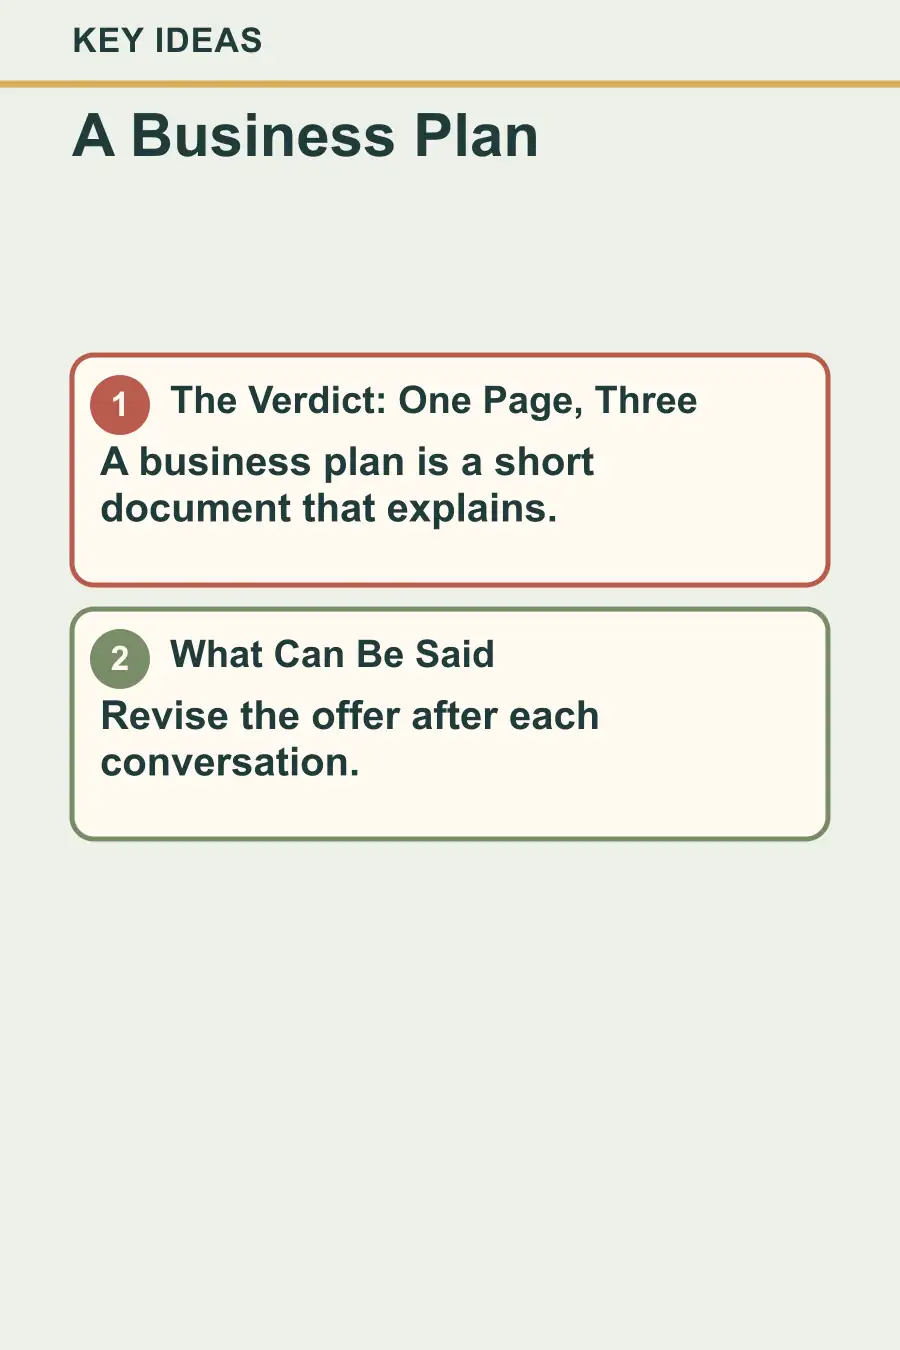 KEY IDEAS
A Business Plan
1 The Verdict: One Page, Three
A business plan is a short
document that explains.
2 What Can Be Said
Revise the offer after each
conversation.